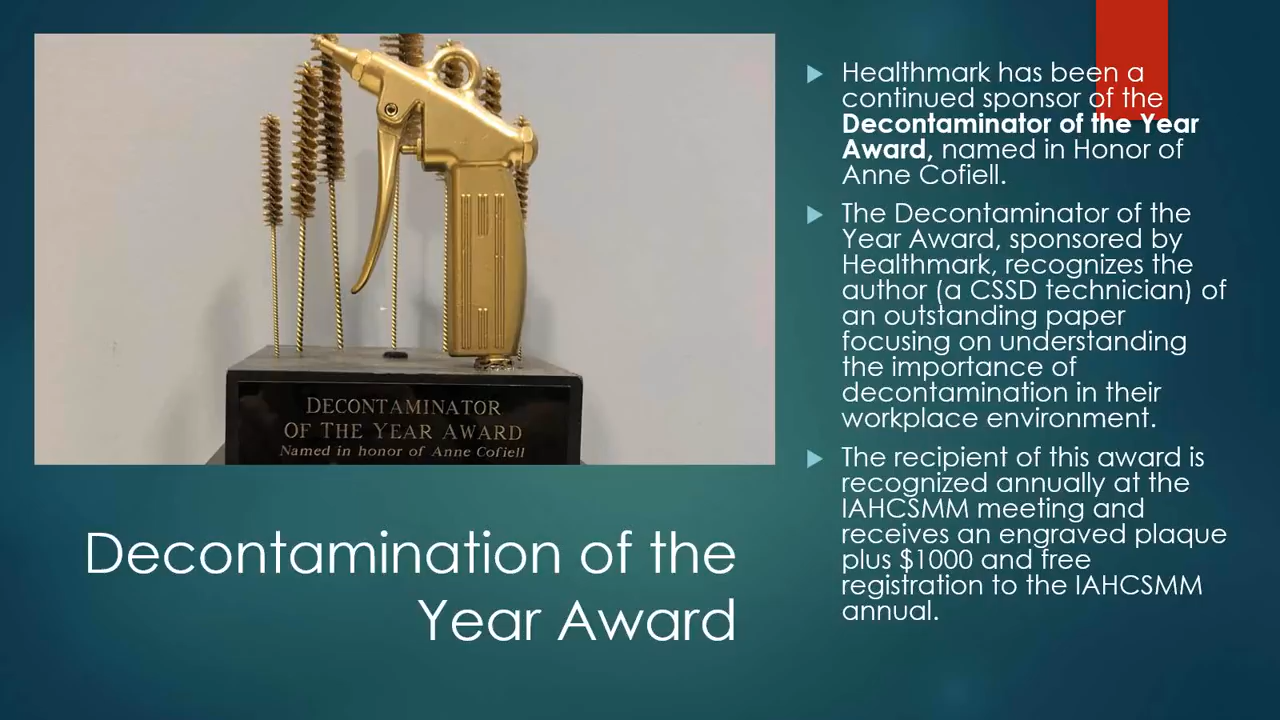 DECONTAMINATOR
OF THE YEAR AWARD
Named in honor of Anne Cofiell
Decontamination of the
Year Award
Healthmark has been a
continued sponsor of the
Decontaminator of the Year
Award, named in Honor of
Anne Cofiell.
The Decontaminator of the
Year Award, sponsored by
Healthmark, recognizes the
author (a CSSD technician) of
an outstanding paper
focusing on understanding
the importance of
decontamination in their
workplace environment.
The recipient of this award is
recognized annually at the
IAHCSMM meeting and
receives an engraved plaque
plus $1000 and free
registration to the IAHCSMM
annual.